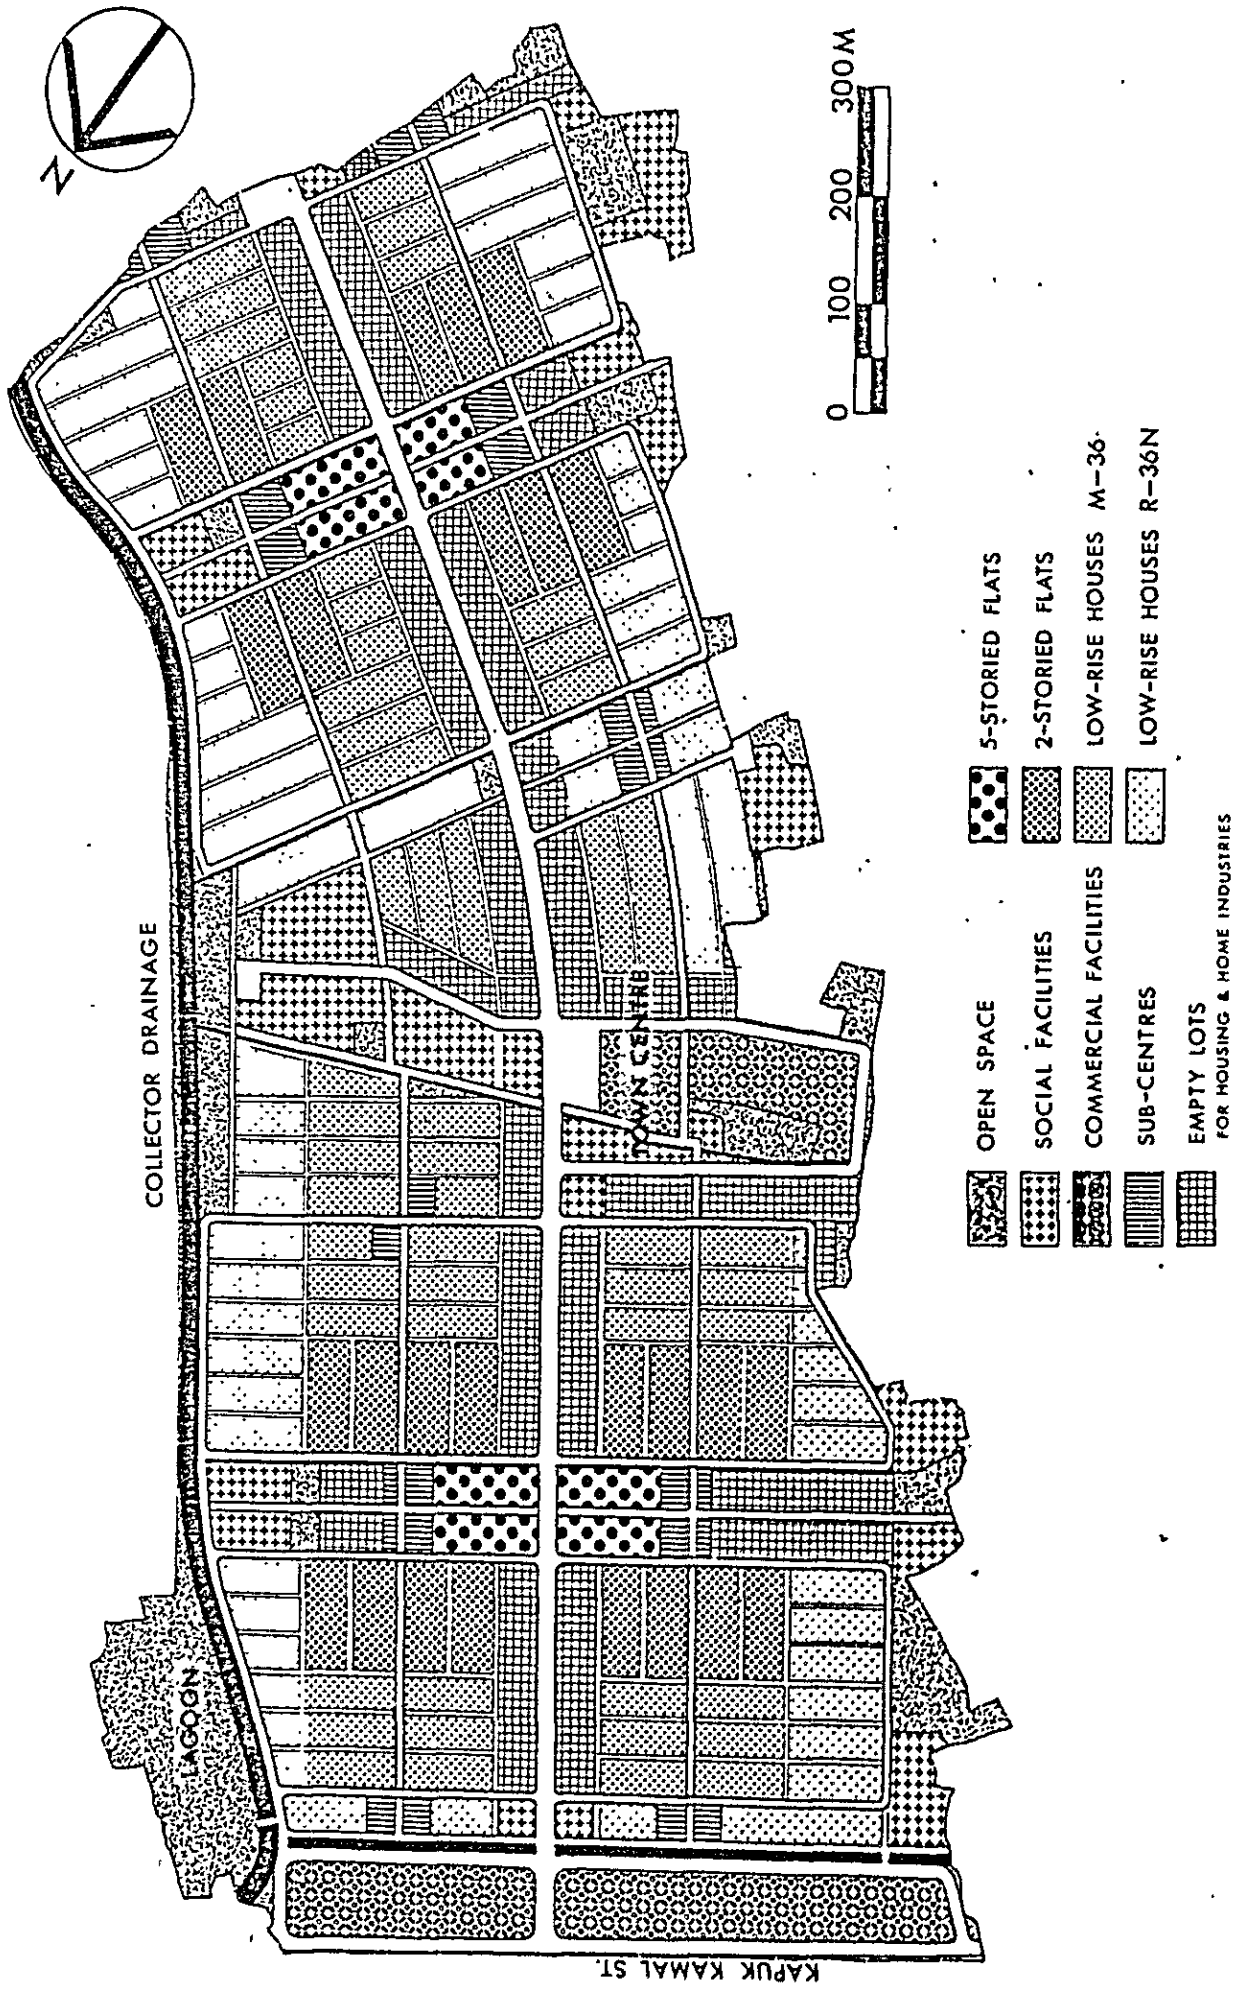 N
COLLECTOR DRAINAGE
LAGOON
TOWN CENTRE
KAPUK KAMAL ST.
0 100 200 300M
OPEN SPACE
SOCIAL FACILITIES
COMMERCIAL FACILITIES
SUB-CENTRES
EMPTY LOTS
FOR HOUSING & HOME INDUSTRIES
5-STORIED FLATS
2-STORIED FLATS
LOW-RISE HOUSES M-36
LOW-RISE HOUSES R-36N